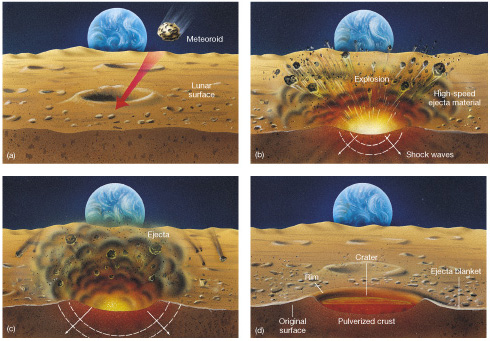 Meteoroid
Lunar
surface
(a)
Explosion
High-speed
ejecta material
Shock waves
(b)
Ejecta
(c)
Crater
Rim
Ejecta blanket
Original
surface
Pulverized crust
(d)